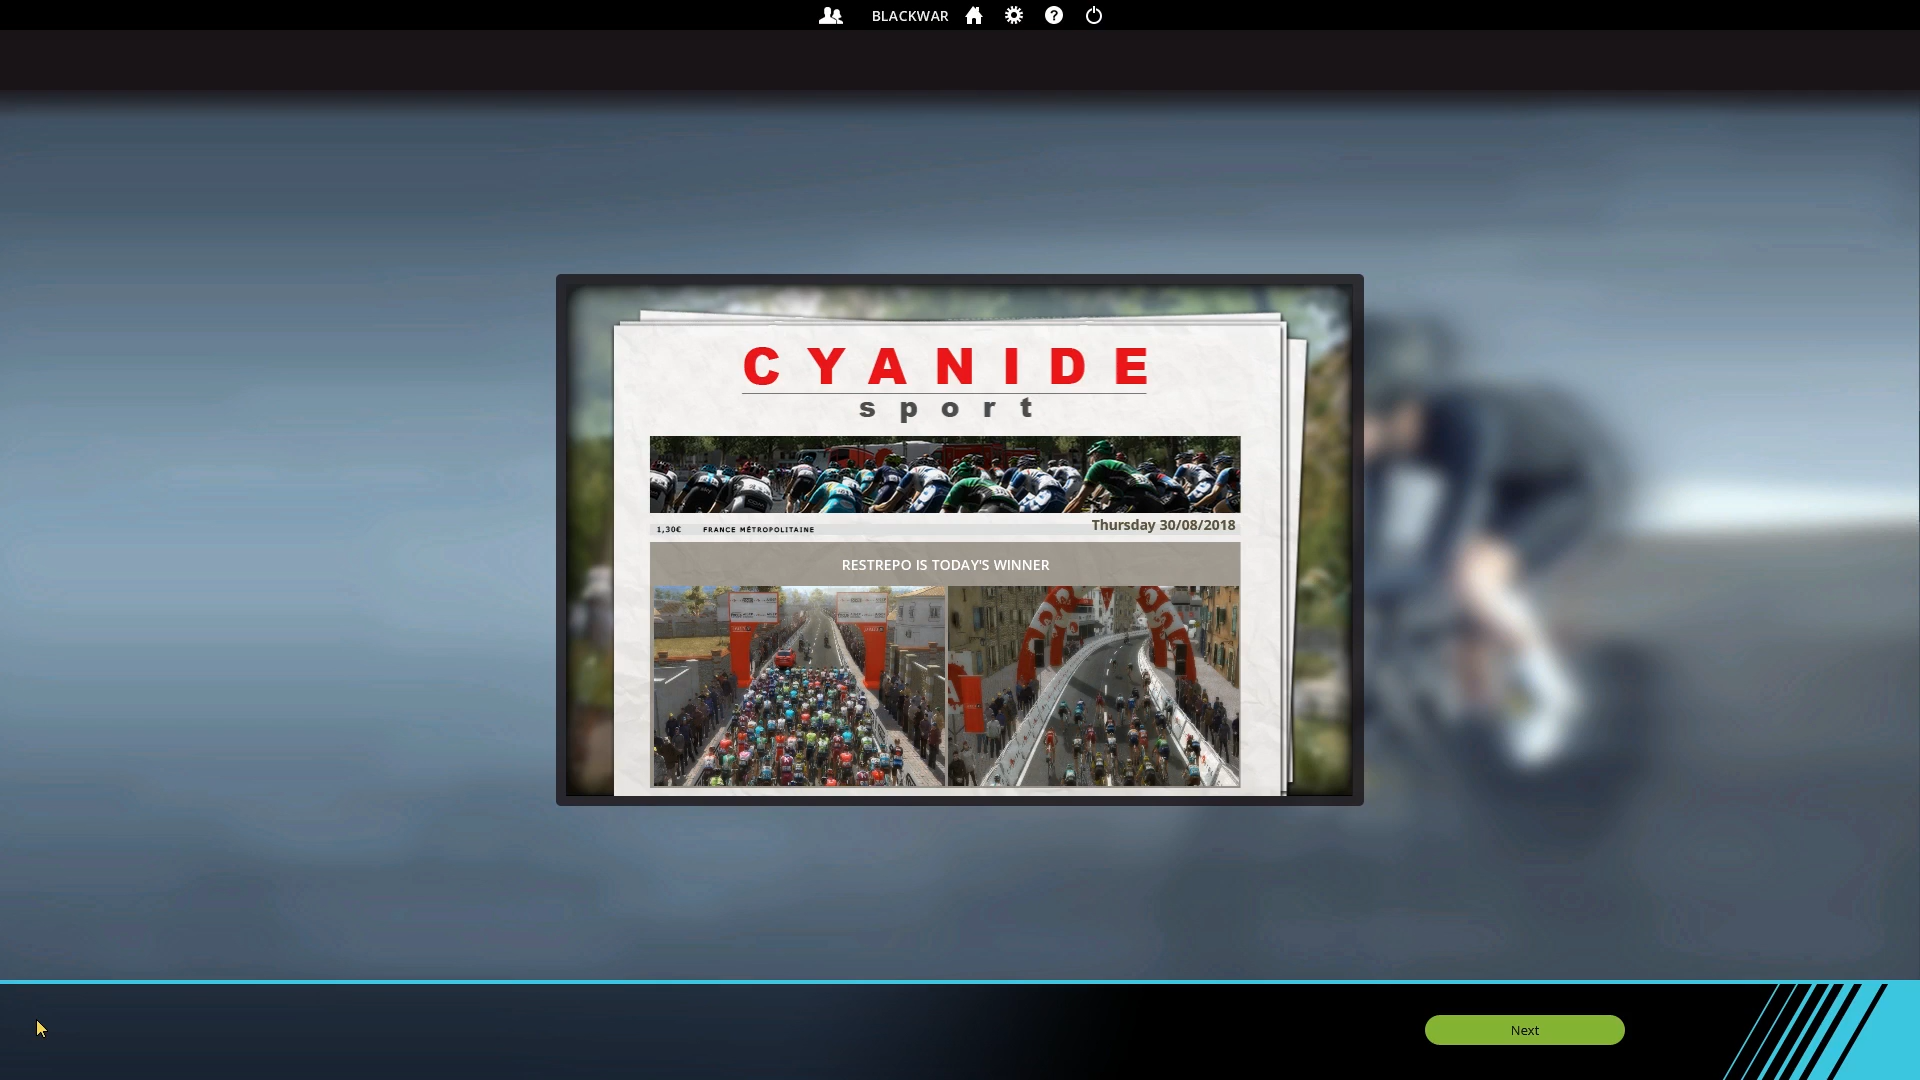 BLACKWAR
CYANIDE
sport
1,30€ FRANCE MÉTROPOLITAINE Thursday 30/08/2018
RESTREPO IS TODAY'S WINNER
Next